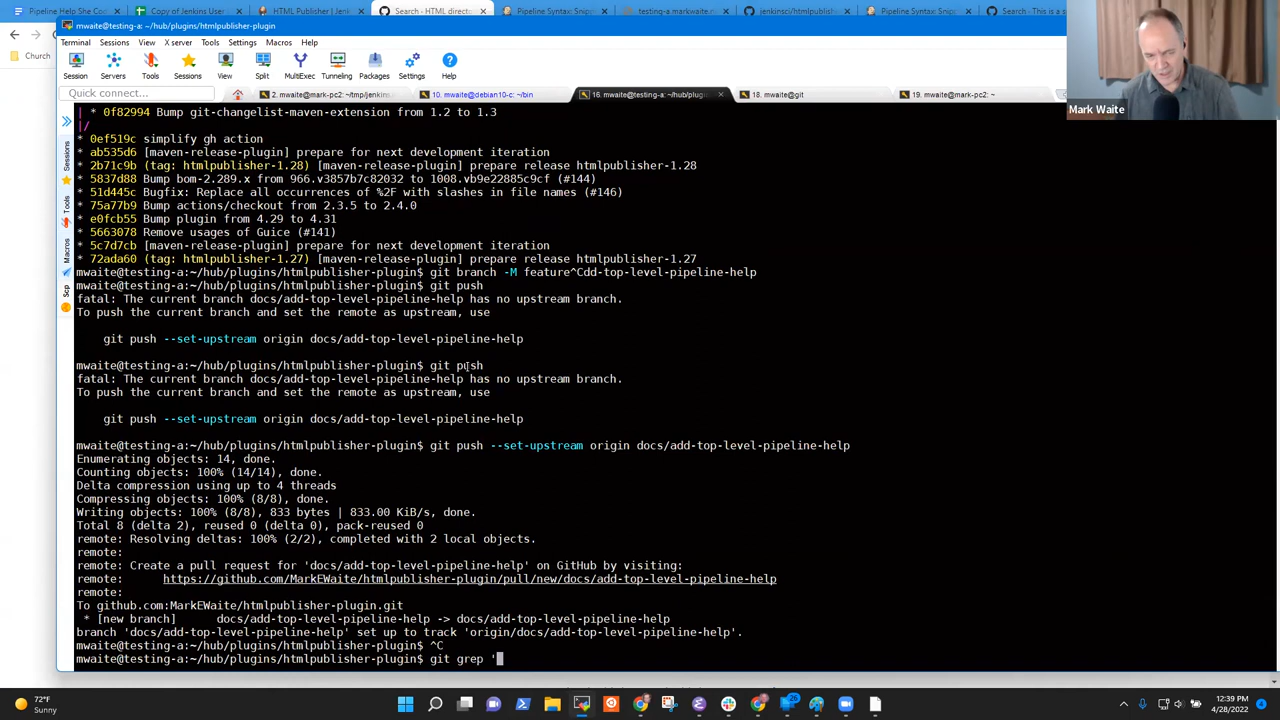 Pipeline Help She Co
Copy of Jenkins User
HTML Publisher | Jen
Search - HTML direct
Pipeline Syntax: Snip
testing-a.markwaite.n
jenkinsci/htmlpublish
Pipeline Syntax: Snip
Search - This is a s
Church
mwaite@testing-a: ~/hub/plugins/htmlpublisher-plugin
Terminal Sessions View X server Tools Settings Macros Help
Session Servers Tools Sessions View Split MultiExec Tunneling Packages Settings Help
Quick connect...
2. mwaite@mark-pc2: ~/tmp/jenkins
10. mwaite@debian10-c: ~/bin
16. mwaite@testing-a: ~/hub/plug
18. mwaite@git
19. mwaite@mark-pc2: ~
Mark Waite
Sessions
Tools
Macros
Scp
| * 0f82994 Bump git-changelist-maven-extension from 1.2 to 1.3
|/
* 0ef519c simplify gh action
* ab535d6 [maven-release-plugin] prepare for next development iteration
* 2b71c9b (tag: htmlpublisher-1.28) [maven-release-plugin] prepare release htmlpublisher-1.28
* 5837d88 Bump bom-2.289.x from 966.v3857b7c82032 to 1008.vb9e22885c9cf (#144)
* 51d445c Bugfix: Replace all occurrences of %2F with slashes in file names (#146)
* 75a77b9 Bump actions/checkout from 2.3.5 to 2.4.0
* e0fcb55 Bump plugin from 4.29 to 4.31
* 5663078 Remove usages of Guice (#141)
* 5c7d7cb [maven-release-plugin] prepare for next development iteration
* 72ada60 (tag: htmlpublisher-1.27) [maven-release-plugin] prepare release htmlpublisher-1.27
mwaite@testing-a:~/hub/plugins/htmlpublisher-plugin$ git branch -M feature^Cdd-top-level-pipeline-help
mwaite@testing-a:~/hub/plugins/htmlpublisher-plugin$ git push
fatal: The current branch docs/add-top-level-pipeline-help has no upstream branch.
To push the current branch and set the remote as upstream, use
git push --set-upstream origin docs/add-top-level-pipeline-help
mwaite@testing-a:~/hub/plugins/htmlpublisher-plugin$ git push
fatal: The current branch docs/add-top-level-pipeline-help has no upstream branch.
To push the current branch and set the remote as upstream, use
git push --set-upstream origin docs/add-top-level-pipeline-help
mwaite@testing-a:~/hub/plugins/htmlpublisher-plugin$ git push --set-upstream origin docs/add-top-level-pipeline-help
Enumerating objects: 14, done.
Counting objects: 100% (14/14), done.
Delta compression using up to 4 threads
Compressing objects: 100% (8/8), done.
Writing objects: 100% (8/8), 833 bytes | 833.00 KiB/s, done.
Total 8 (delta 2), reused 0 (delta 0), pack-reused 0
remote: Resolving deltas: 100% (2/2), completed with 2 local objects.
remote:
remote: Create a pull request for 'docs/add-top-level-pipeline-help' on GitHub by visiting:
remote: https://github.com/MarkEWaite/htmlpublisher-plugin/pull/new/docs/add-top-level-pipeline-help
remote:
To github.com:MarkEWaite/htmlpublisher-plugin.git
* [new branch] docs/add-top-level-pipeline-help -> docs/add-top-level-pipeline-help
branch 'docs/add-top-level-pipeline-help' set up to track 'origin/docs/add-top-level-pipeline-help'.
mwaite@testing-a:~/hub/plugins/htmlpublisher-plugin$ ^C
mwaite@testing-a:~/hub/plugins/htmlpublisher-plugin$ git grep '
72°F
Sunny
12:39 PM
4/28/2022